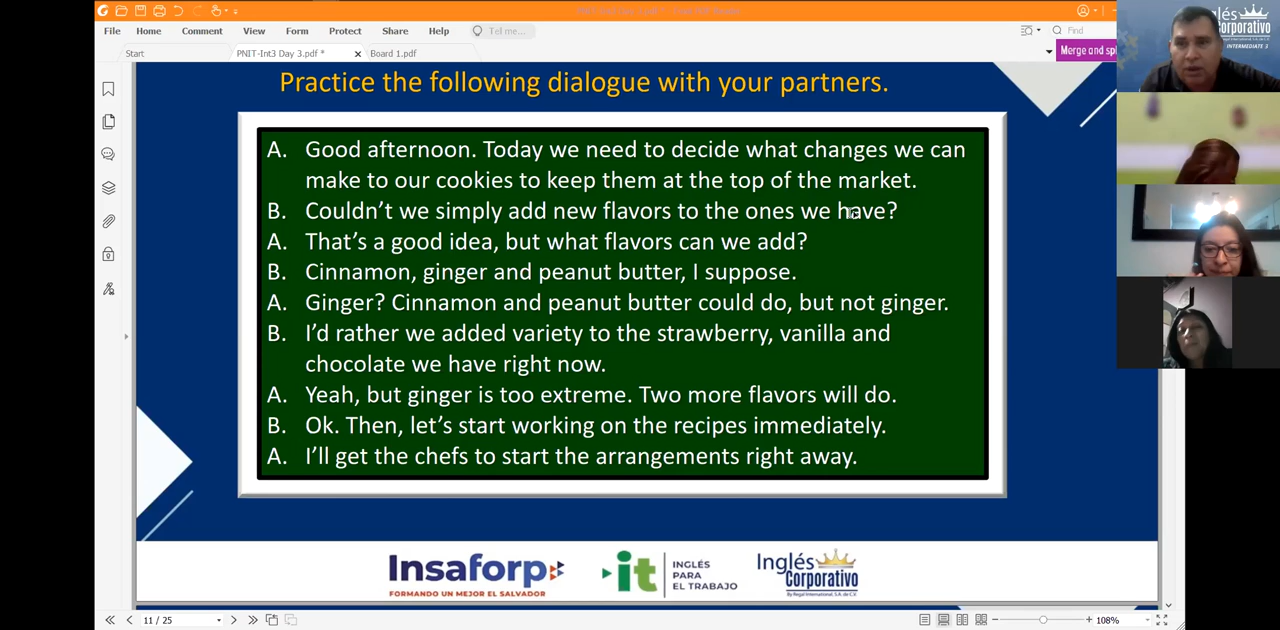 File Home Comment View Form Protect Share Help Tell me... Find
Start PNIT-Int3 Day 3.pdf * Board 1.pdf Merge and spl
Inglés
Corporativo
INTERMEDIATE 3
Practice the following dialogue with your partners.
A. Good afternoon. Today we need to decide what changes we can
make to our cookies to keep them at the top of the market.
B. Couldn't we simply add new flavors to the ones we have?
A. That's a good idea, but what flavors can we add?
B. Cinnamon, ginger and peanut butter, I suppose.
A. Ginger? Cinnamon and peanut butter could do, but not ginger.
B. I'd rather we added variety to the strawberry, vanilla and
chocolate we have right now.
A. Yeah, but ginger is too extreme. Two more flavors will do.
B. Ok. Then, let's start working on the recipes immediately.
A. I'll get the chefs to start the arrangements right away.
Insaforp
FORMANDO UN MEJOR EL SALVADOR
it INGLÉS
PARA
EL TRABAJO
Inglés
Corporativo
By Regal International, S.A. de C.V.
11 / 25 108%